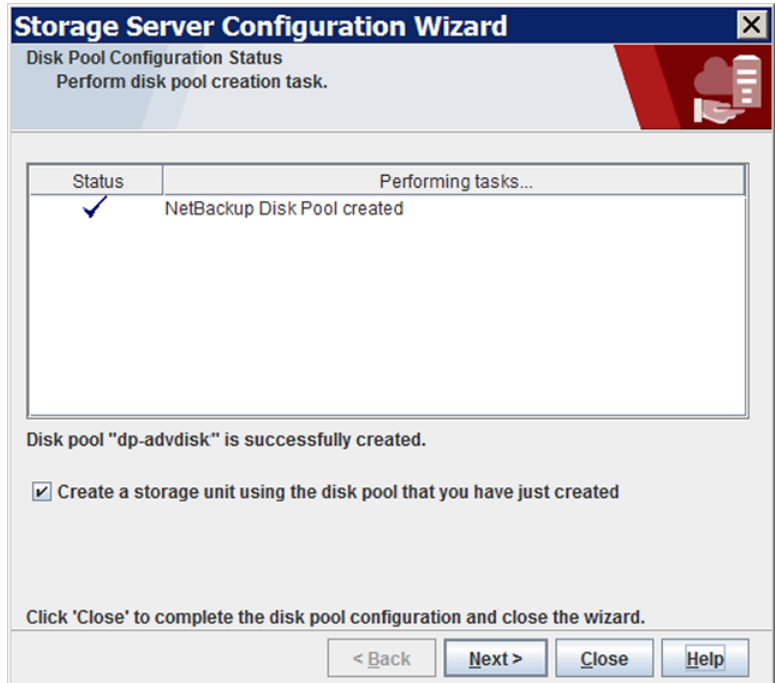 Storage Server Configuration Wizard
Disk Pool Configuration Status
Perform disk pool creation task.
Status Performing tasks...
NetBackup Disk Pool created
Disk pool "dp-advdisk" is successfully created.
Create a storage unit using the disk pool that you have just created
Click 'Close' to complete the disk pool configuration and close the wizard.
< Back Next > Close Help